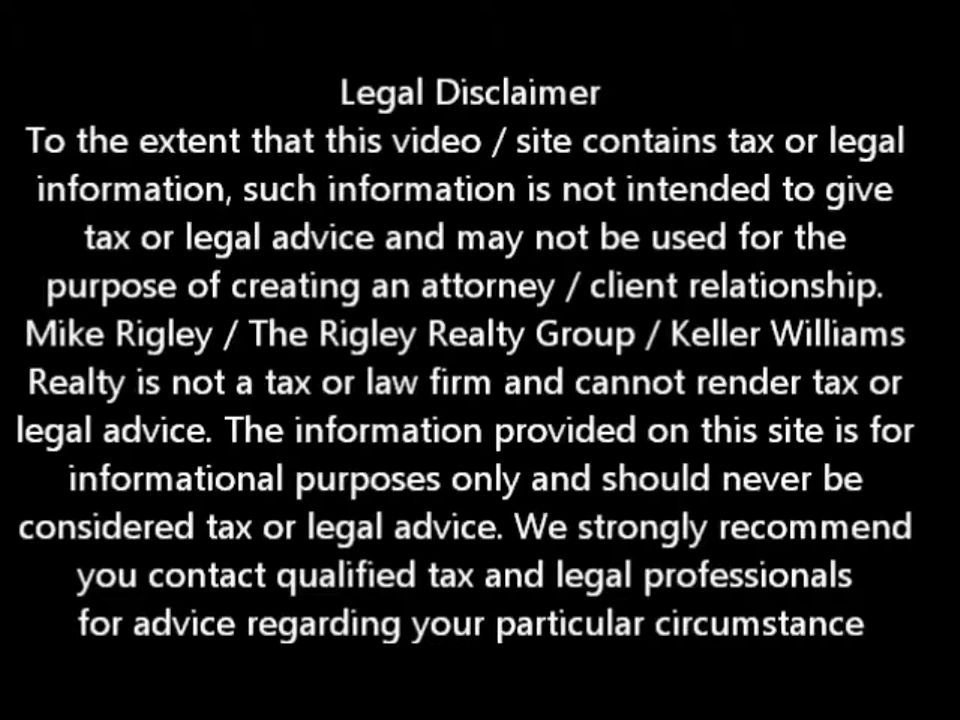 Legal Disclaimer
To the extent that this video / site contains tax or legal
information, such information is not intended to give
tax or legal advice and may not be used for the
purpose of creating an attorney / client relationship.
Mike Rigley / The Rigley Realty Group / Keller Williams
Realty is not a tax or law firm and cannot render tax or
legal advice. The information provided on this site is for
informational purposes only and should never be
considered tax or legal advice. We strongly recommend
you contact qualified tax and legal professionals
for advice regarding your particular circumstance